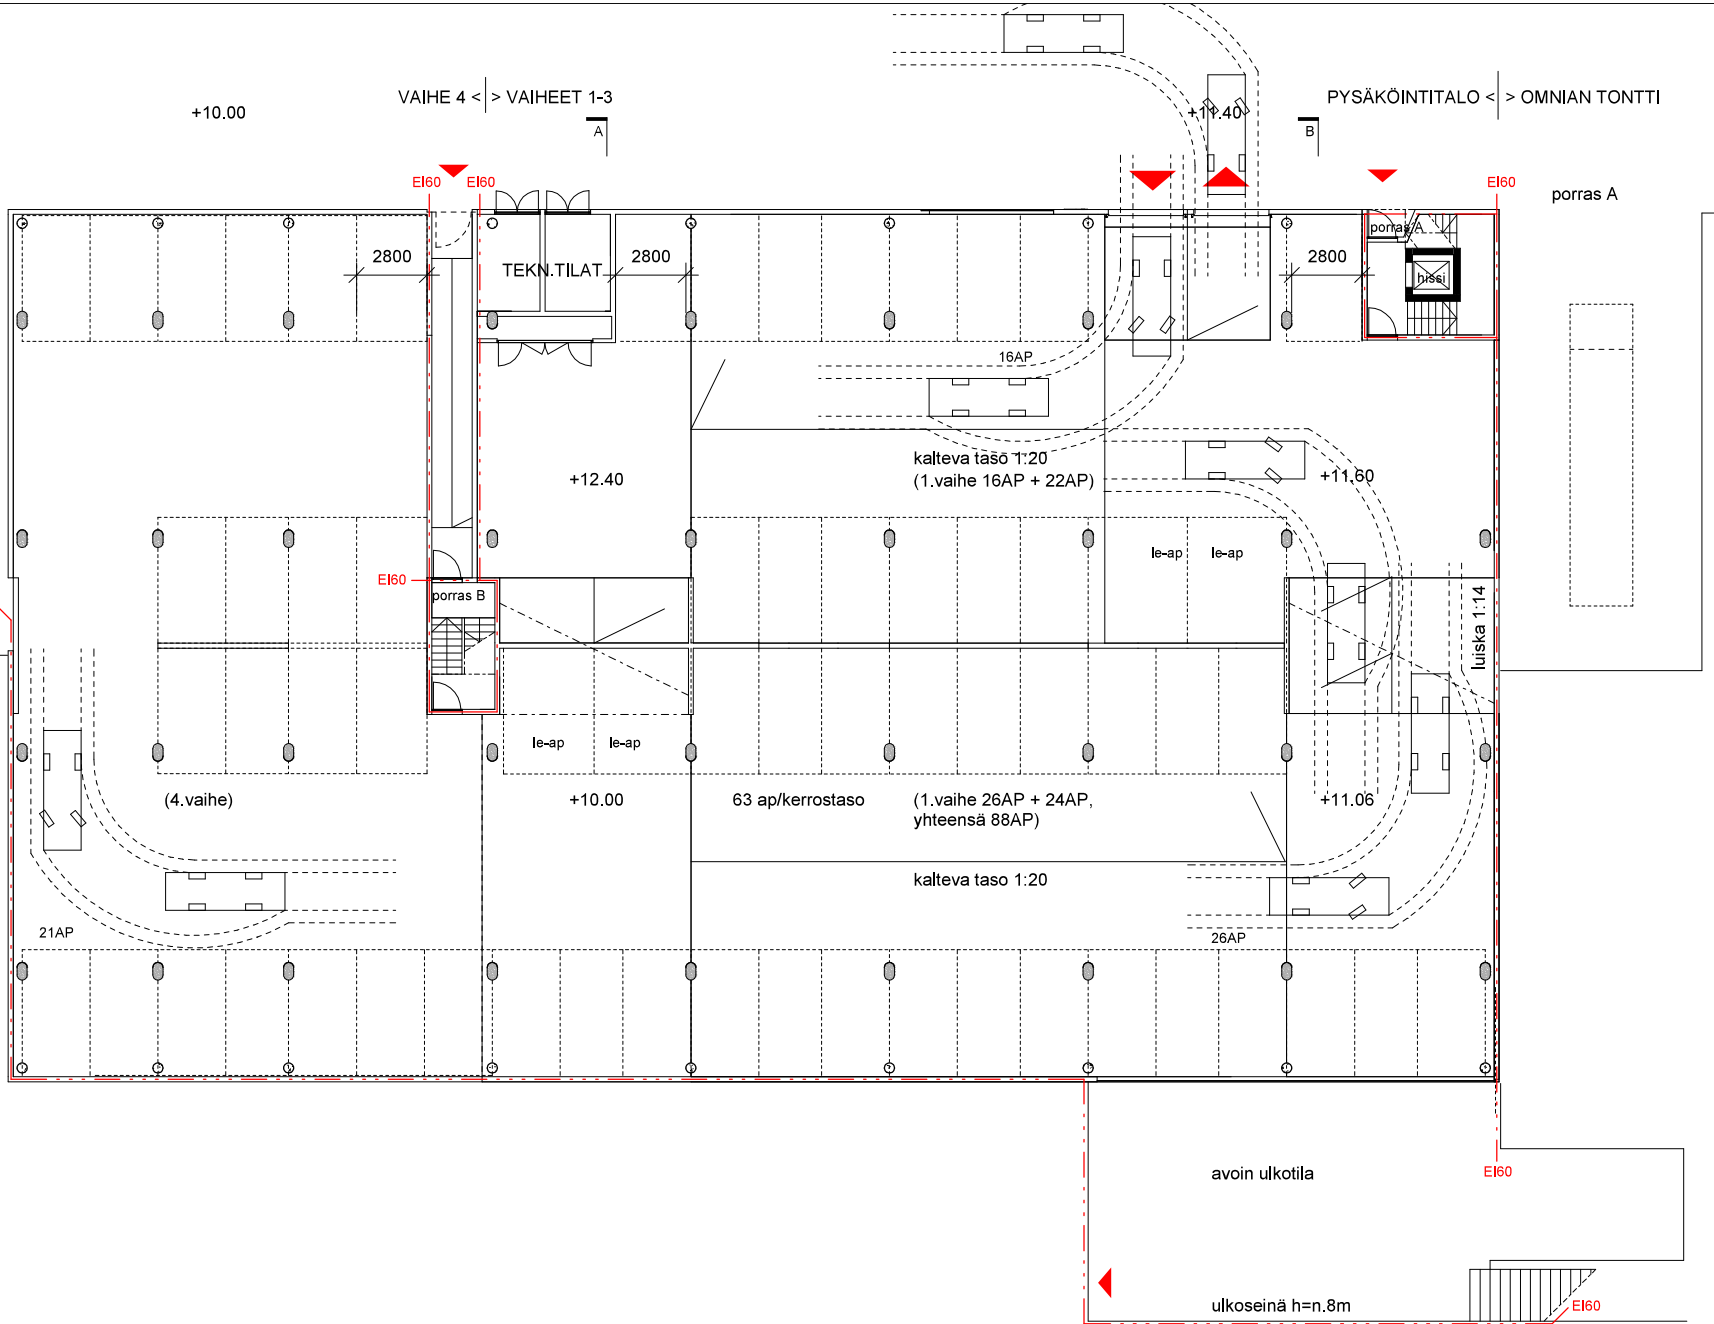 VAIHE 4 < > VAIHEET 1-3
PYSÄKÖINTITALO < > OMNIAN TONTTI
+10.00
+11.40
A
B
EI60
EI60
EI60
porras A
porras A
2800
TEKN.TILAT
2800
2800
hissi
16AP
kalteva taso 1:20
(1.vaihe 16AP + 22AP)
+12.40
+11.60
le-ap
le-ap
EI60
porras B
luiska 1:14
le-ap
le-ap
(4.vaihe)
+10.00
63 ap/kerrostaso
(1.vaihe 26AP + 24AP,
yhteensä 88AP)
+11.06
kalteva taso 1:20
21AP
26AP
avoin ulkotila
EI60
ulkoseinä h=n.8m
EI60